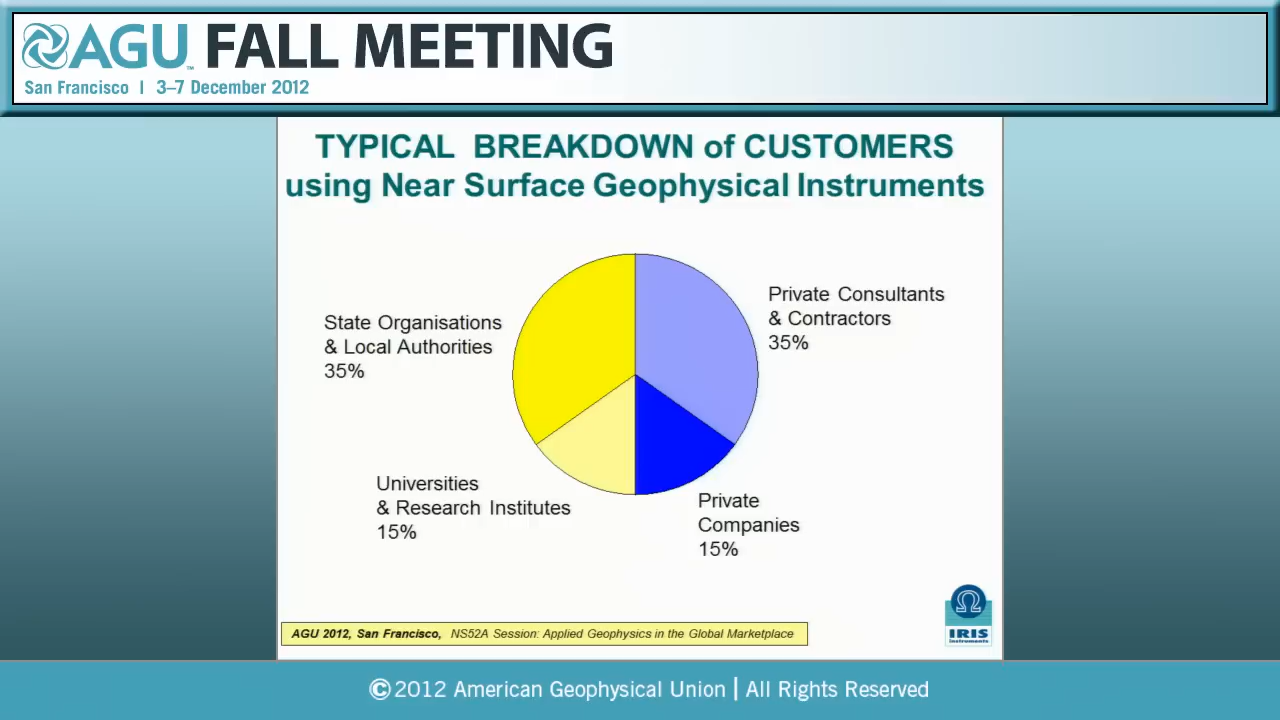 AGU™ FALL MEETING
San Francisco | 3–7 December 2012
TYPICAL BREAKDOWN of CUSTOMERS
using Near Surface Geophysical Instruments
Private Consultants
& Contractors
35%
State Organisations
& Local Authorities
35%
Universities
& Research Institutes
15%
Private
Companies
15%
AGU 2012, San Francisco, NS52A Session: Applied Geophysics in the Global Marketplace
Ω
IRIS
Instruments
©2012 American Geophysical Union | All Rights Reserved